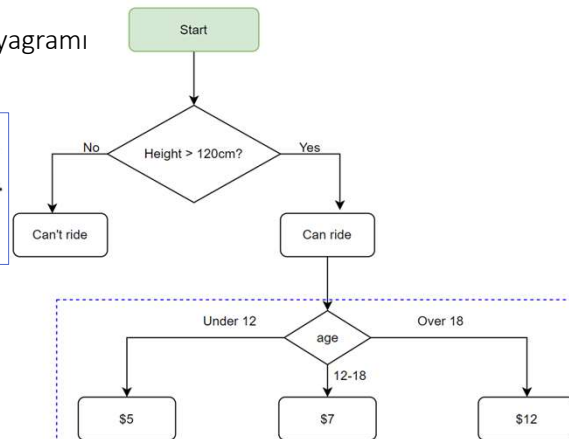 Start
Height > 120cm?
No
Yes
Can't ride
Can ride
age
Under 12
Over 18
12-18
$5
$7
$12